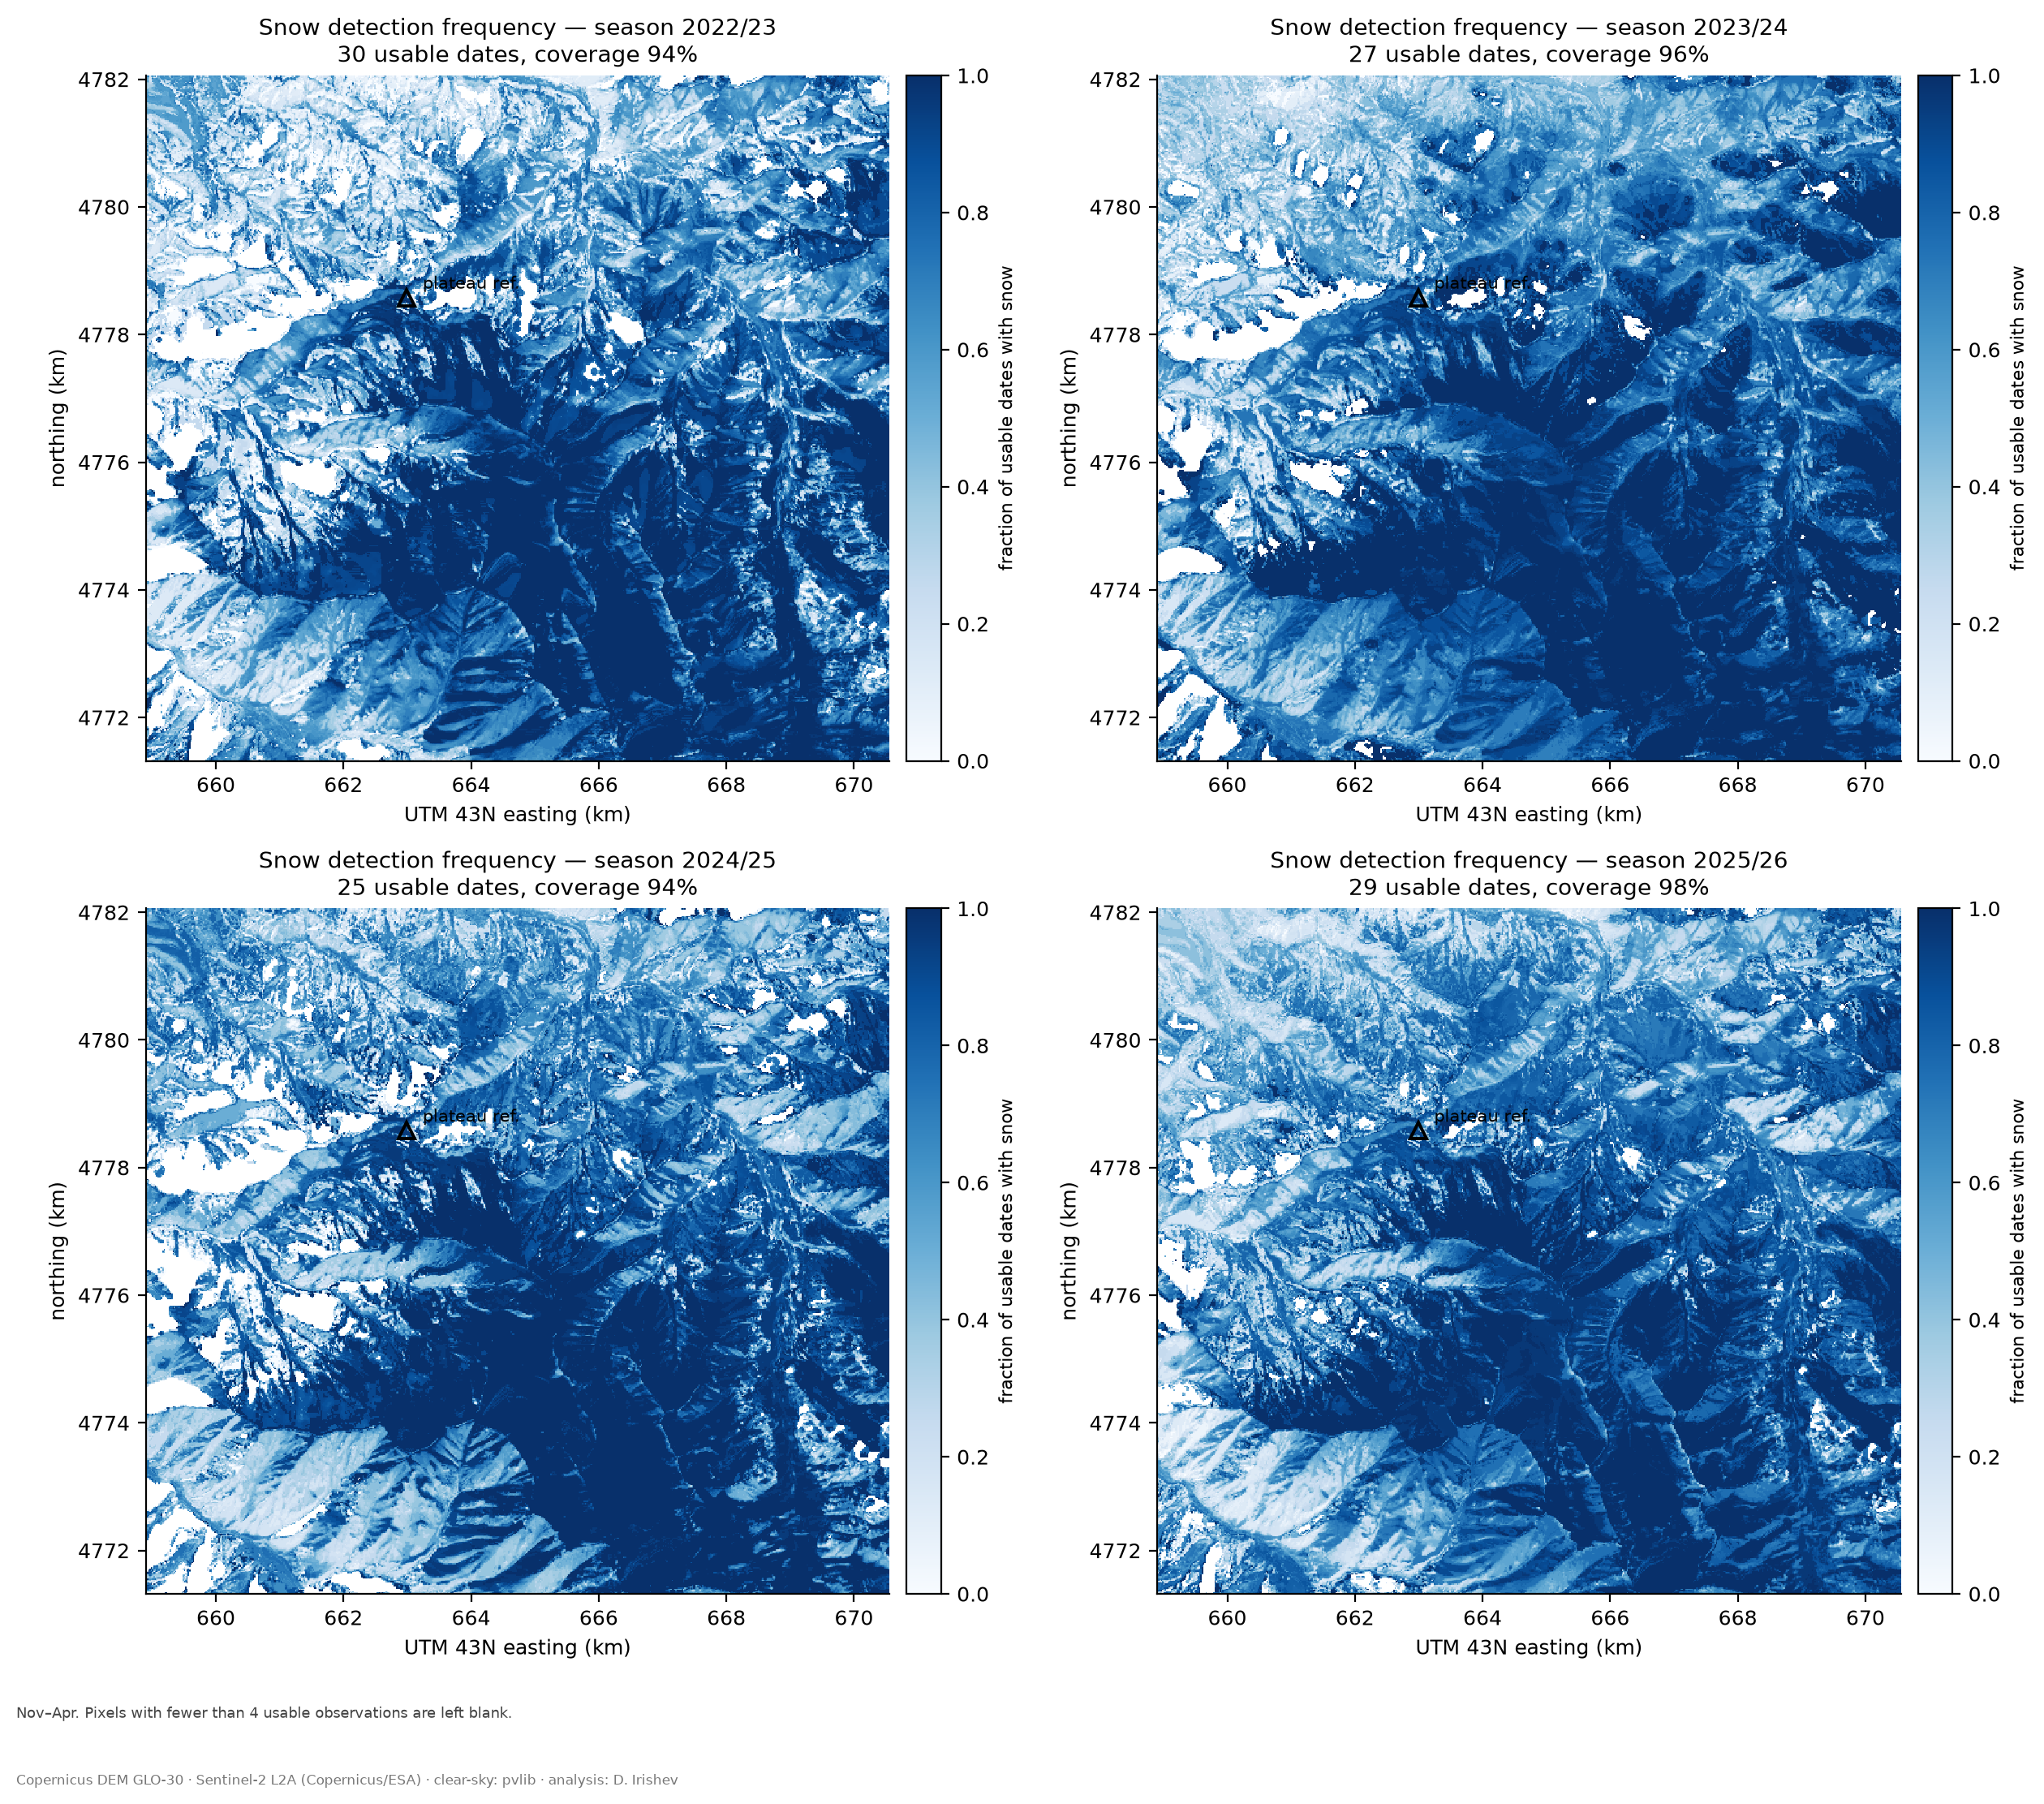 Snow detection frequency — season 2022/23
30 usable dates, coverage 94%
4782
4780
4778
4776
4774
4772
northing (km)
plateau ref.
660
662
664
666
668
670
UTM 43N easting (km)
1.0
0.8
0.6
0.4
0.2
0.0
fraction of usable dates with snow
Snow detection frequency — season 2023/24
27 usable dates, coverage 96%
4782
4780
4778
4776
4774
4772
northing (km)
plateau ref.
660
662
664
666
668
670
UTM 43N easting (km)
1.0
0.8
0.6
0.4
0.2
0.0
fraction of usable dates with snow
Snow detection frequency — season 2024/25
25 usable dates, coverage 94%
4782
4780
4778
4776
4774
4772
northing (km)
plateau ref.
660
662
664
666
668
670
UTM 43N easting (km)
1.0
0.8
0.6
0.4
0.2
0.0
fraction of usable dates with snow
Snow detection frequency — season 2025/26
29 usable dates, coverage 98%
4782
4780
4778
4776
4774
4772
northing (km)
plateau ref.
660
662
664
666
668
670
UTM 43N easting (km)
1.0
0.8
0.6
0.4
0.2
0.0
fraction of usable dates with snow
Nov–Apr. Pixels with fewer than 4 usable observations are left blank.
Copernicus DEM GLO-30 · Sentinel-2 L2A (Copernicus/ESA) · clear-sky: pvlib · analysis: D. Irishev